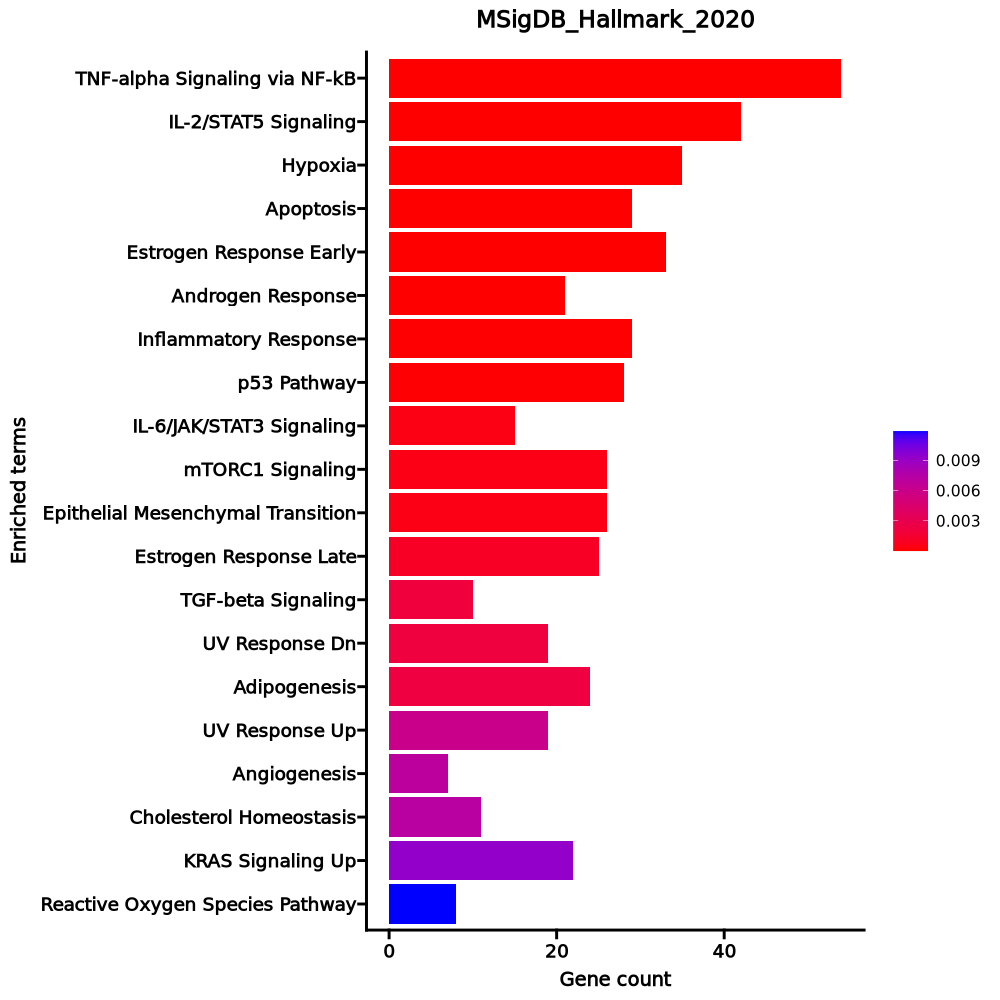 MSigDB_Hallmark_2020
TNF-alpha Signaling via NF-kB
IL-2/STAT5 Signaling
Hypoxia
Apoptosis
Estrogen Response Early
Androgen Response
Inflammatory Response
p53 Pathway
IL-6/JAK/STAT3 Signaling
mTORC1 Signaling
Epithelial Mesenchymal Transition
Estrogen Response Late
TGF-beta Signaling
UV Response Dn
Adipogenesis
UV Response Up
Angiogenesis
Cholesterol Homeostasis
KRAS Signaling Up
Reactive Oxygen Species Pathway
Enriched terms
0 20 40
Gene count
0.009
0.006
0.003